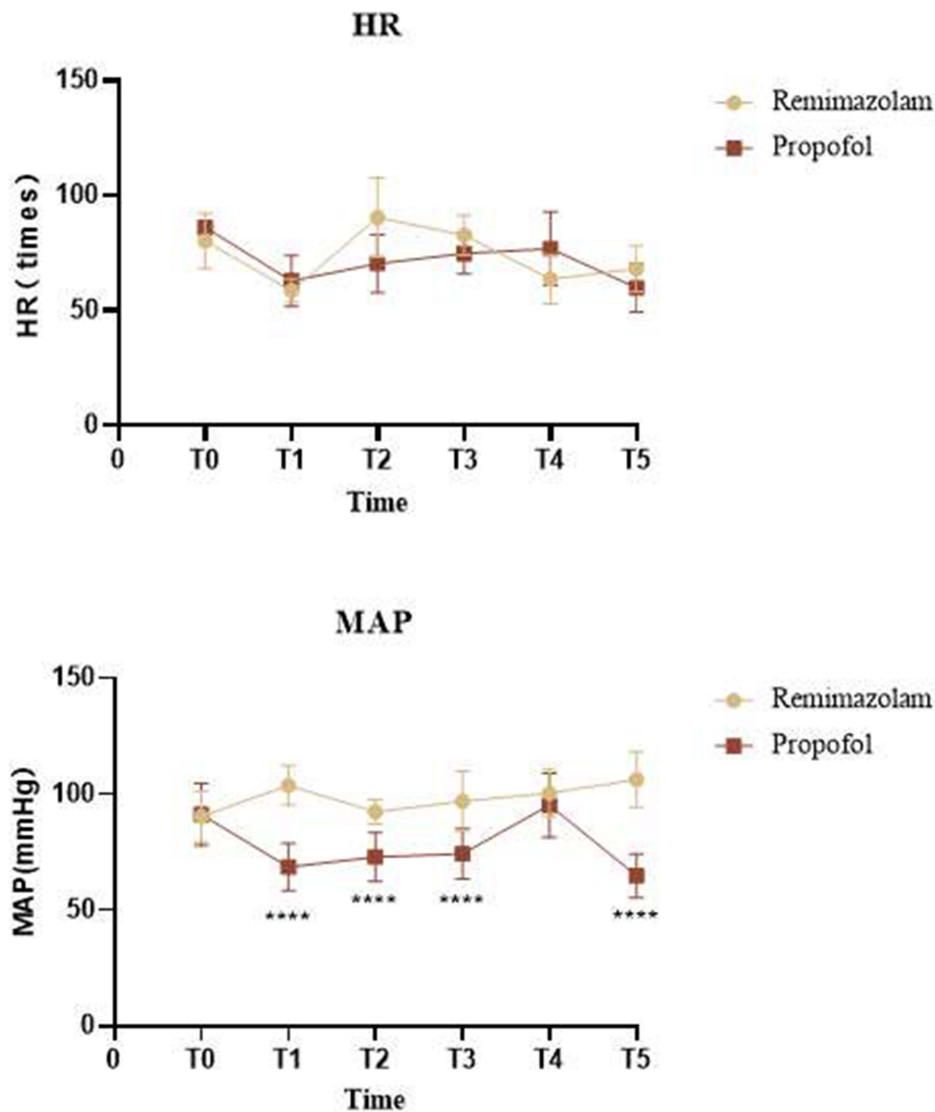 HR
150
100
50
0
HR ( times)
0 T0 T1 T2 T3 T4 T5
Time
Remimazolam
Propofol
MAP
150
100
50
0
MAP(mmHg)
**** **** **** ****
0 T0 T1 T2 T3 T4 T5
Time
Remimazolam
Propofol